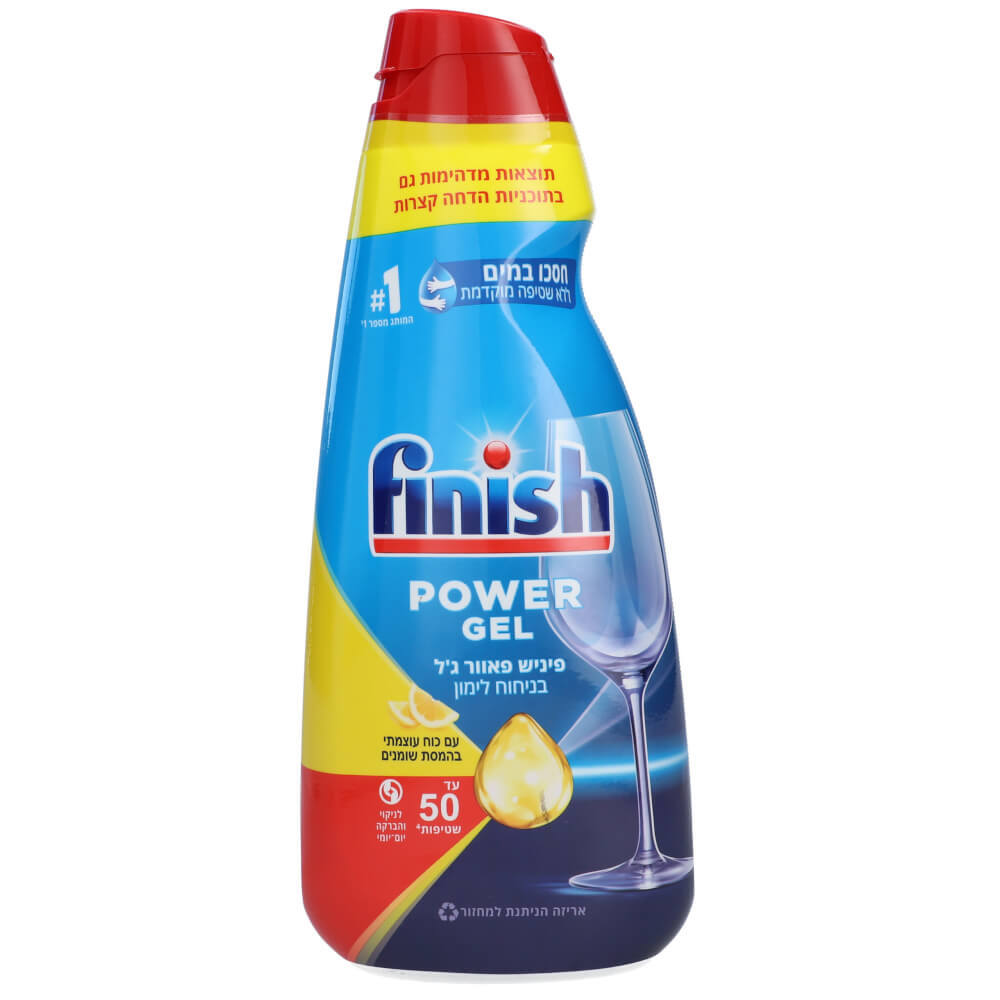 תוצאות מדהימות גם
בתוכניות הדחה קצרות
חסכו במים
ללא שטיפה מוקדמת
#1
המותג מספר 1*
finish
POWER
GEL
פיניש פאוור ג'ל
בניחוח לימון
עם כוח עוצמתי
בהמסת שומנים
עד
50
שטיפות*
לניקוי
והברקה
יום־יומי
אריזה הניתנת למחזור